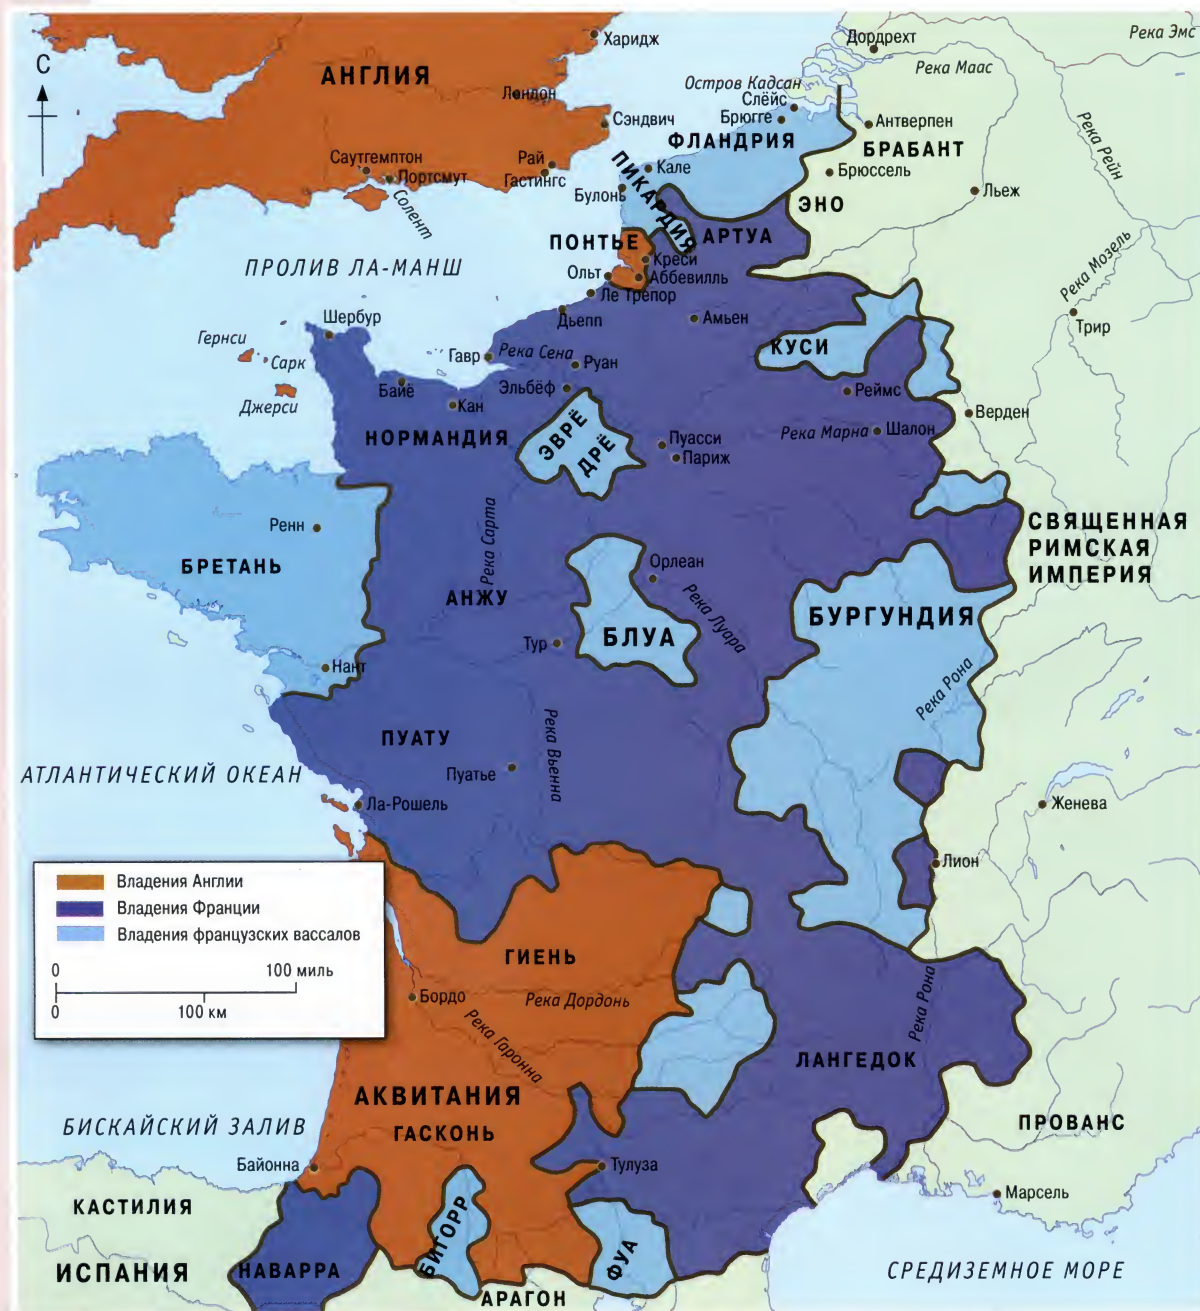 Харидж
Дордрехт
Река Эмс
С
АНГЛИЯ
Река Маас
Лондон
Остров Кадсан
Слёйс
Брюгге
Сэндвич
ФЛАНДРИЯ
Антверпен
БРАБАНТ
Река Рейн
Саутгемптон
Портсмут
Солент
Рай
Гастингс
Кале
ПИКАРДИЯ
Булонь
Брюссель
Льеж
ЭНО
ПОНТЬЕ
АРТУА
ПРОЛИВ ЛА-МАНШ
Креси
Ольт
Аббевилль
Ле Трепор
Река Мозель
Дьепп
Амьен
Трир
Шербур
Гернси
Сарк
Джерси
Гавр
Река Сена
Руан
КУСИ
Байё
Кан
Эльбёф
Реймс
Верден
НОРМАНДИЯ
ЭВРЁ
ДРЁ
Пуасси
Париж
Река Марна
Шалон
Ренн
Река Сарта
СВЯЩЕННАЯ
РИМСКАЯ
ИМПЕРИЯ
БРЕТАНЬ
АНЖУ
Орлеан
Река Луара
БУРГУНДИЯ
Тур
БЛУА
Нант
Река Рона
ПУАТУ
Пуатье
Река Вьенна
АТЛАНТИЧЕСКИЙ ОКЕАН
Ла-Рошель
Женева
Лион
Владения Англии
Владения Франции
Владения французских вассалов
0
100 миль
0
100 км
ГИЕНЬ
Бордо
Река Дордонь
Река Гаронна
Река Рона
ЛАНГЕДОК
АКВИТАНИЯ
ГАСКОНЬ
БИСКАЙСКИЙ ЗАЛИВ
ПРОВАНС
Байонна
Тулуза
КАСТИЛИЯ
Марсель
ИСПАНИЯ
НАВАРРА
БИГОРР
ФУА
АРАГОН
СРЕДИЗЕМНОЕ МОРЕ